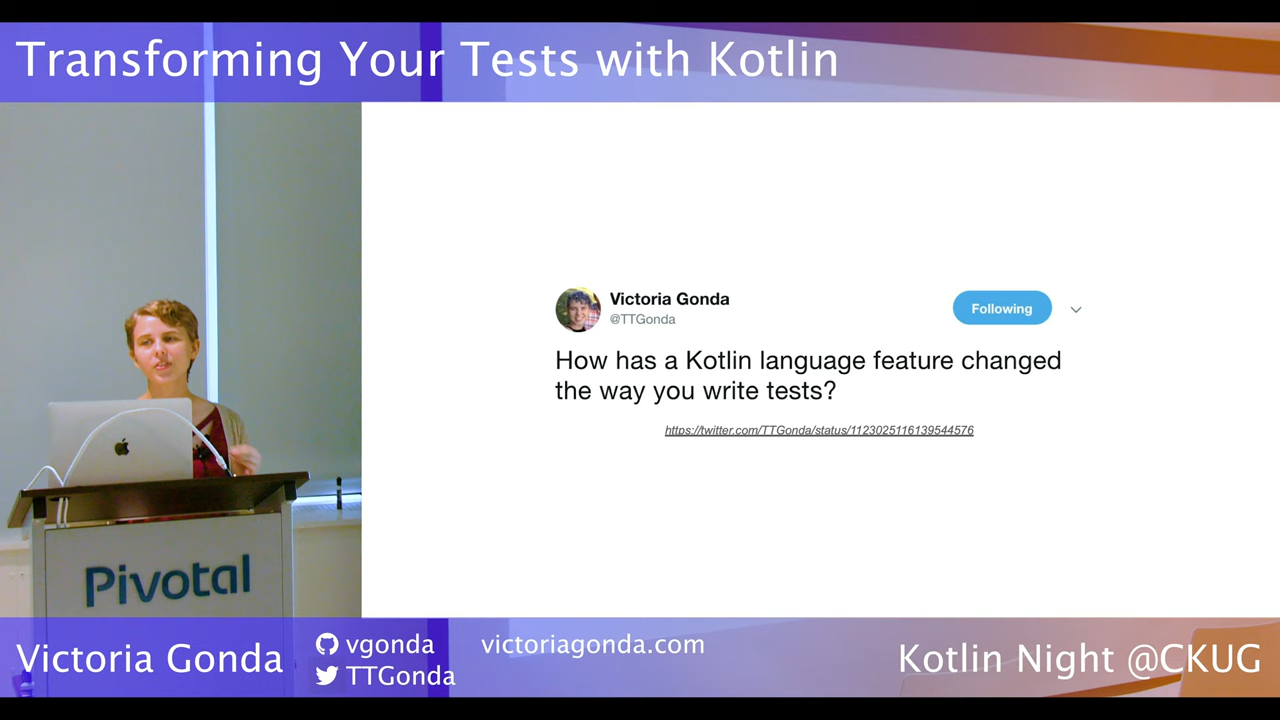 Transforming Your Tests with Kotlin
Victoria Gonda
@TTGonda
Following
How has a Kotlin language feature changed
the way you write tests?
https://twitter.com/TTGonda/status/1123025116139544576
Pivotal
Victoria Gonda
vgonda
victoriagonda.com
TTGonda
Kotlin Night @CKUG